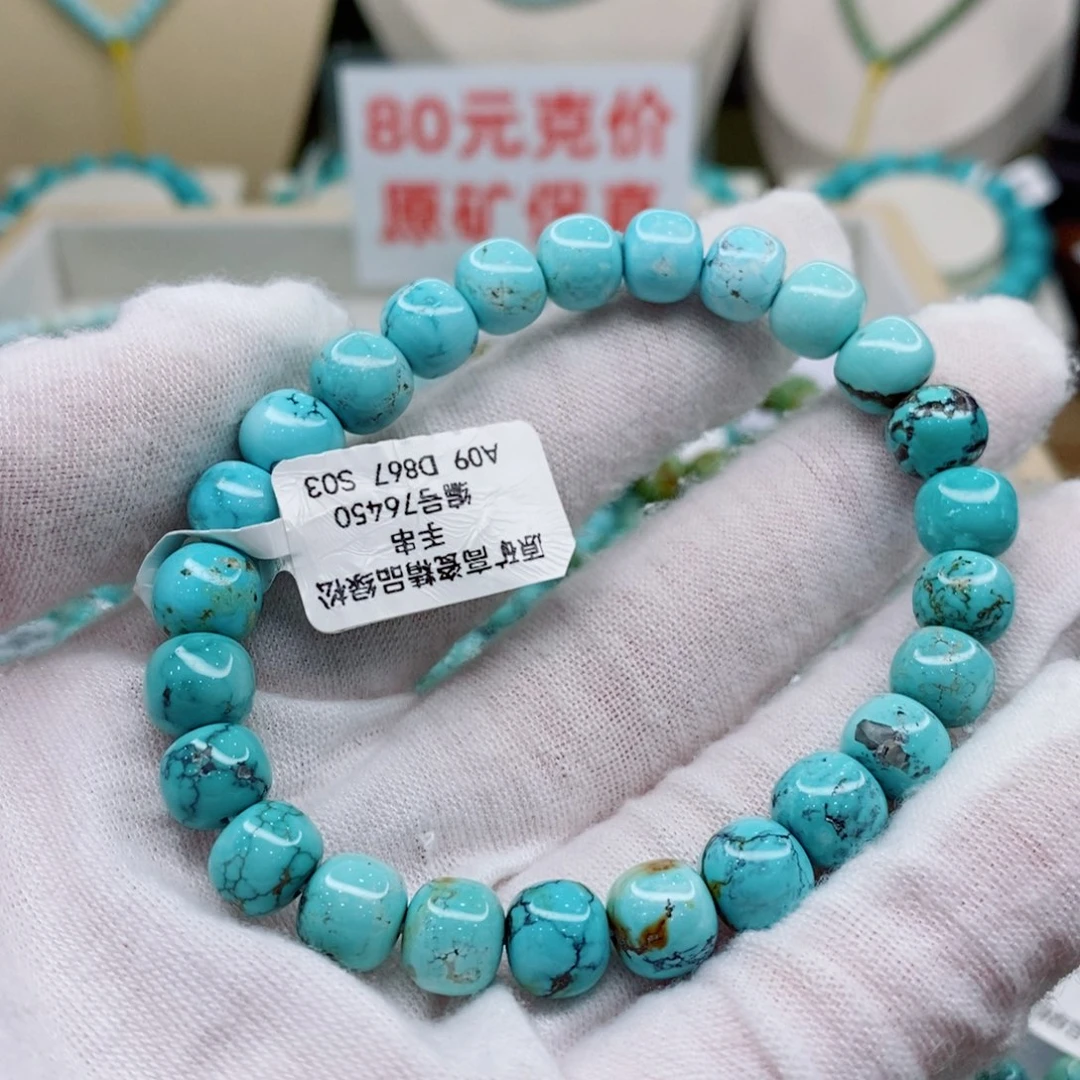 80元克价
原矿保真
原矿高瓷精品绿松
手串
编号76450
A09 D867 S03